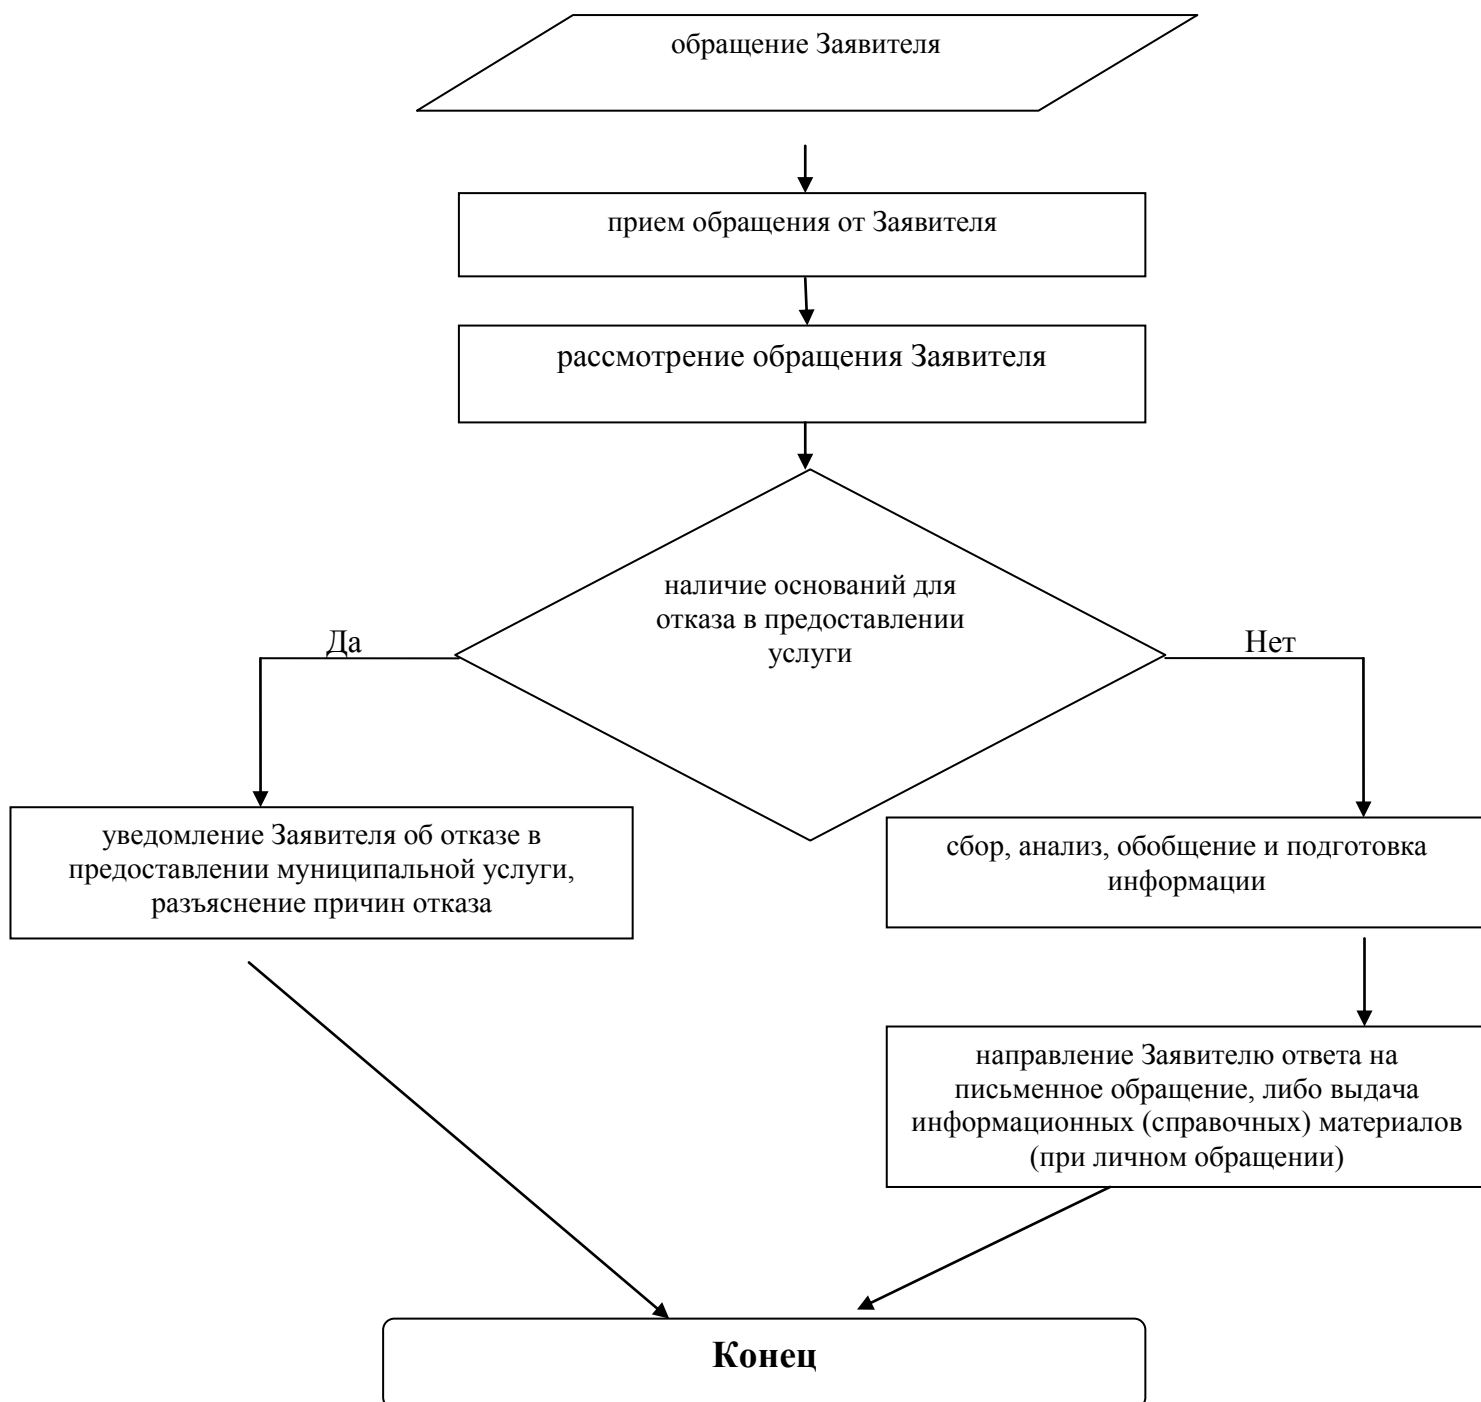 обращение Заявителя
прием обращения от Заявителя
рассмотрение обращения Заявителя
наличие оснований для
отказа в предоставлении
услуги
Да
Нет
уведомление Заявителя об отказе в
предоставлении муниципальной услуги,
разъяснение причин отказа
сбор, анализ, обобщение и подготовка
информации
направление Заявителю ответа на
письменное обращение, либо выдача
информационных (справочных) материалов
(при личном обращении)
Конец